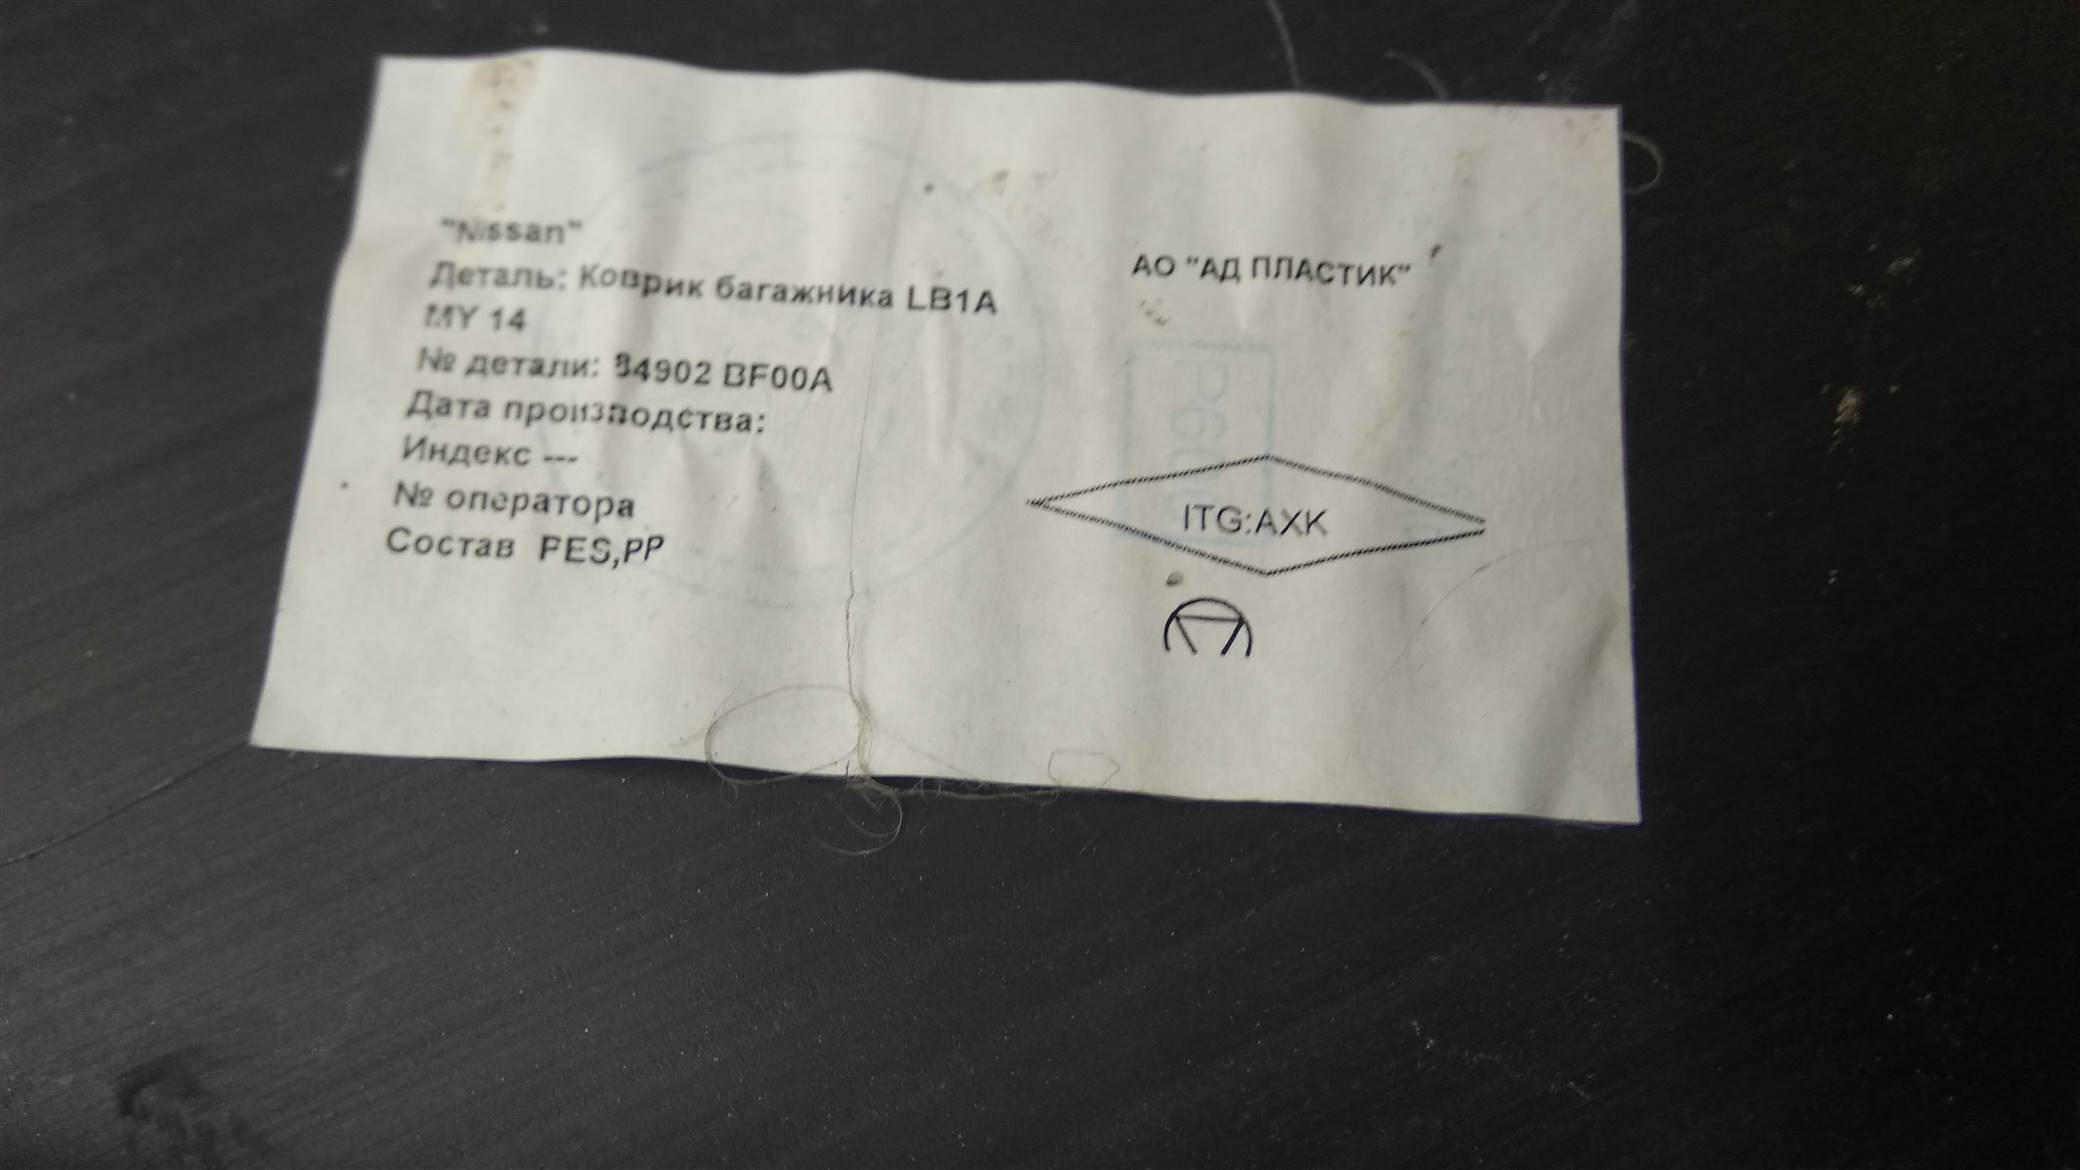 "Nissan"
Деталь: Коврик багажника LB1A
MY 14
№ детали: 84902 BF00A
Дата производства:
Индекс ---
№ оператора
Состав PES,PP
АО "АД ПЛАСТИК"
ITG:AXK